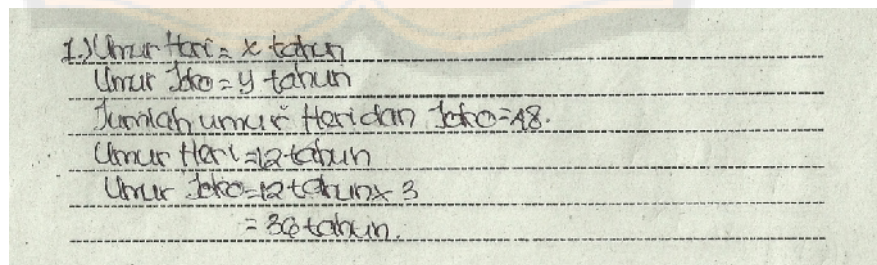 1.) Umur Heri = x tahun
Umur Joko = y tahun
Jumlah umur Heri dan Joko = 48.
Umur Heri = 12 tahun
Umur Joko = 12 tahun x 3
= 36 tahun.